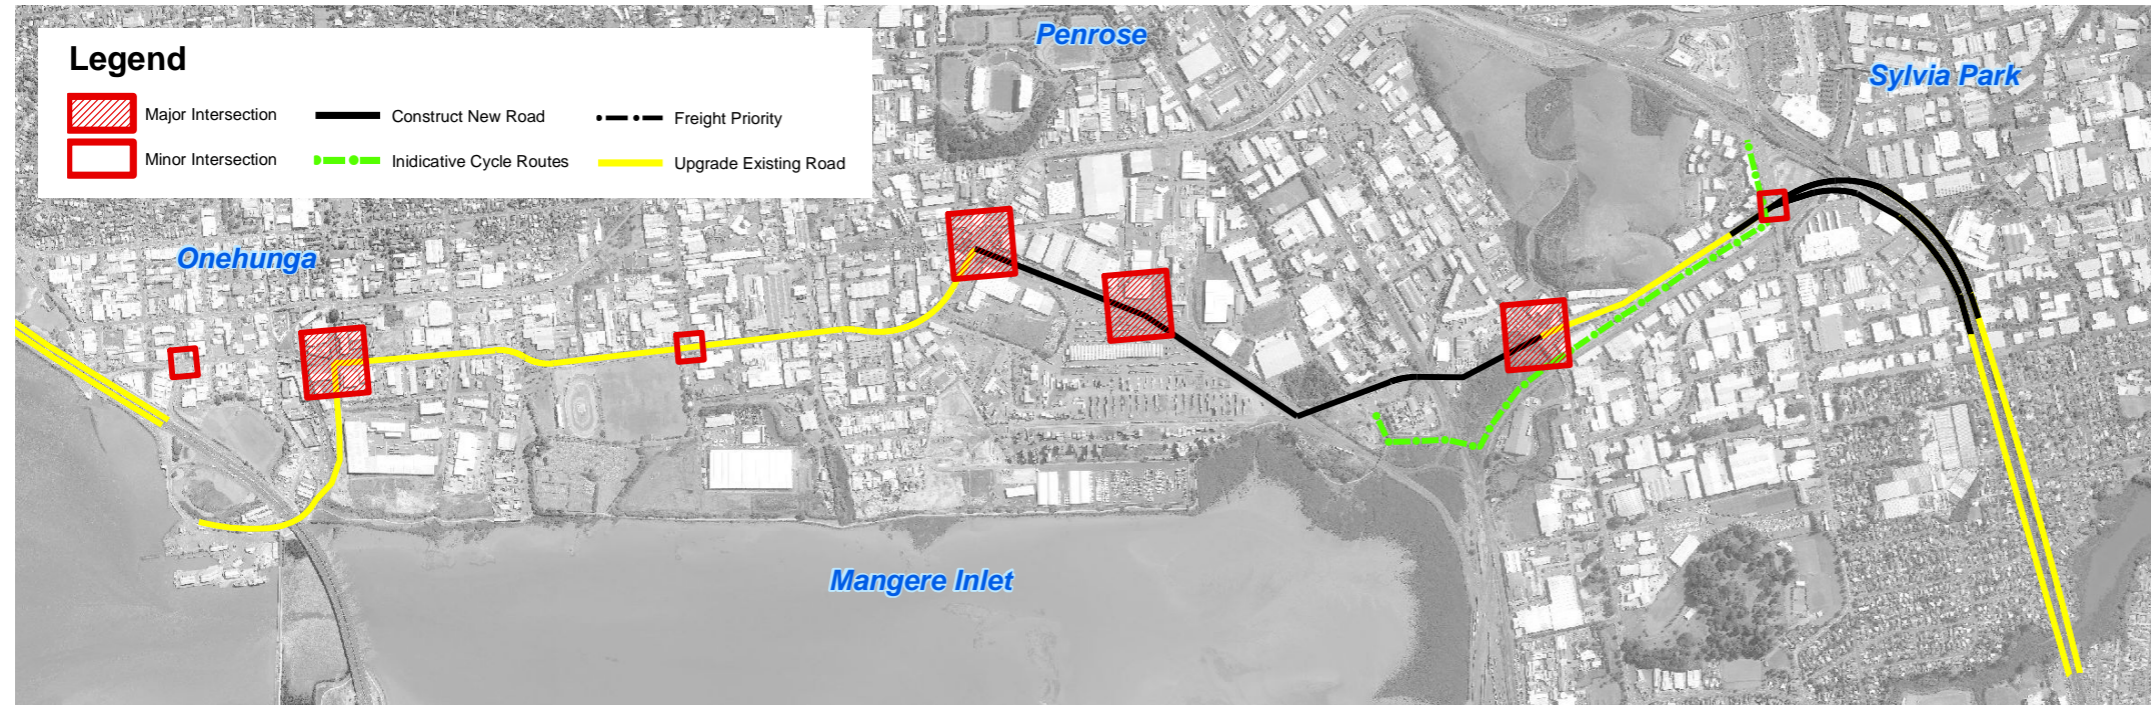 Penrose
Legend
Sylvia Park
Major Intersection
Construct New Road
Freight Priority
Minor Intersection
Inidicative Cycle Routes
Upgrade Existing Road
Onehunga
Mangere Inlet